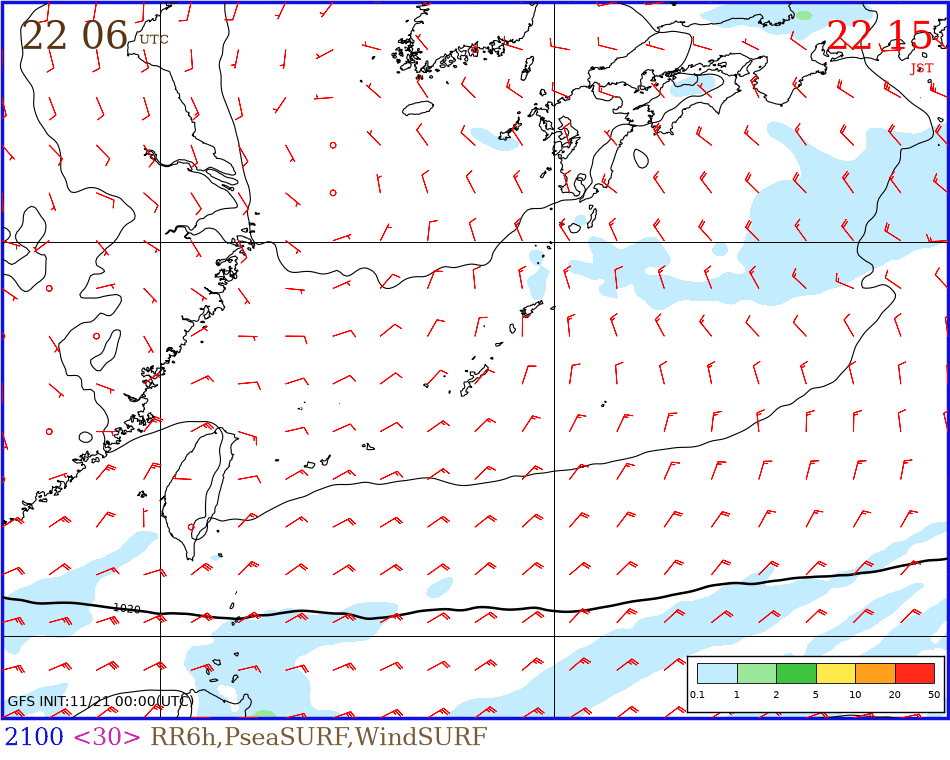 22 06 UTC
22 15
JST
1020
GFS INIT:11/21 00:00(UTC)
0.1 1 2 5 10 20 50
2100 <30> RR6h,PseaSURF,WindSURF